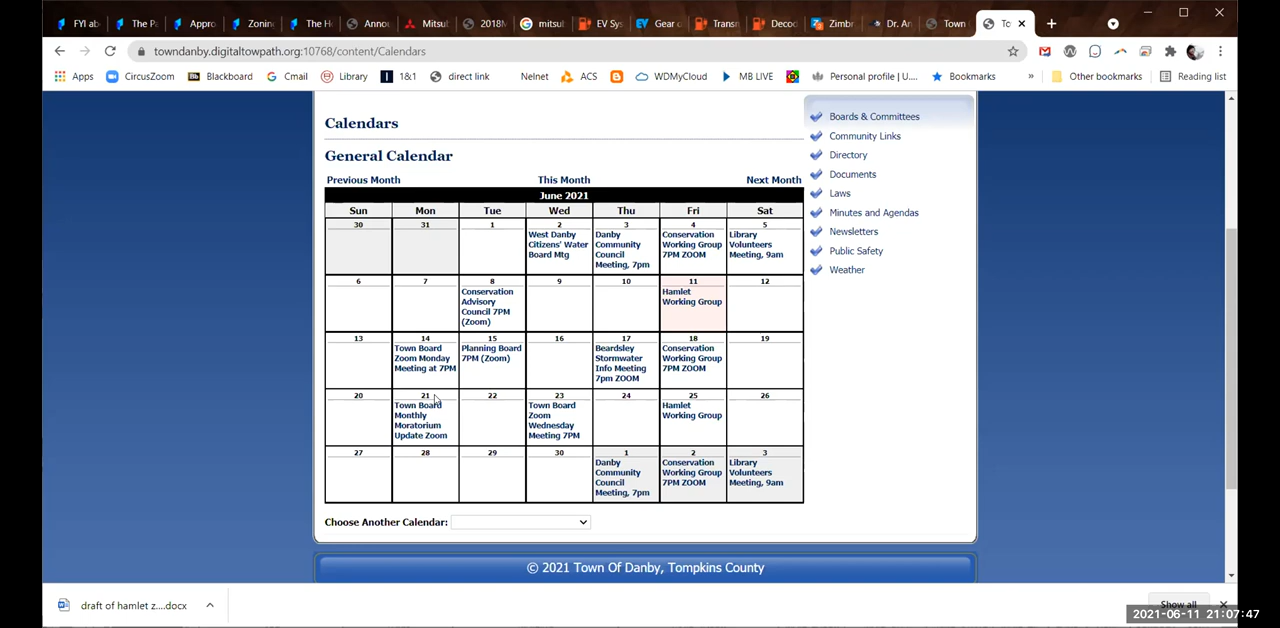 FYI ab
The Pa
Appro
Zoning
The H
Annou
Mitsub
2018M
mitsub
EV Sys
Gear o
Transn
Decod
Zimbr
Dr. An
Town
To
towndanby.digitaltowpath.org:10768/content/Calendars
Apps
CircusZoom
Blackboard
Cmail
Library
1&1
direct link
Nelnet
ACS
WDMyCloud
MB LIVE
Personal profile | U....
Bookmarks
»
Other bookmarks
Reading list
Calendars
General Calendar
Previous Month
This Month
Next Month
June 2021
Sun Mon Tue Wed Thu Fri Sat
30 31 1 2 3 4 5
West Danby
Citizens' Water
Board Mtg
Danby
Community
Council
Meeting, 7pm
Conservation
Working Group
7PM ZOOM
Library
Volunteers
Meeting, 9am
6 7 8 9 10 11 12
Conservation
Advisory
Council 7PM
(Zoom)
Hamlet
Working Group
13 14 15 16 17 18 19
Town Board
Zoom Monday
Meeting at 7PM
Planning Board
7PM (Zoom)
Beardsley
Stormwater
Info Meeting
7pm ZOOM
Conservation
Working Group
7PM ZOOM
20 21 22 23 24 25 26
Town Board
Monthly
Moratorium
Update Zoom
Town Board
Zoom
Wednesday
Meeting 7PM
Hamlet
Working Group
27 28 29 30 1 2 3
Danby
Community
Council
Meeting, 7pm
Conservation
Working Group
7PM ZOOM
Library
Volunteers
Meeting, 9am
Choose Another Calendar:
Boards & Committees
Community Links
Directory
Documents
Laws
Minutes and Agendas
Newsletters
Public Safety
Weather
© 2021 Town Of Danby, Tompkins County
draft of hamlet z....docx
Show all
2021-06-11 21:07:47